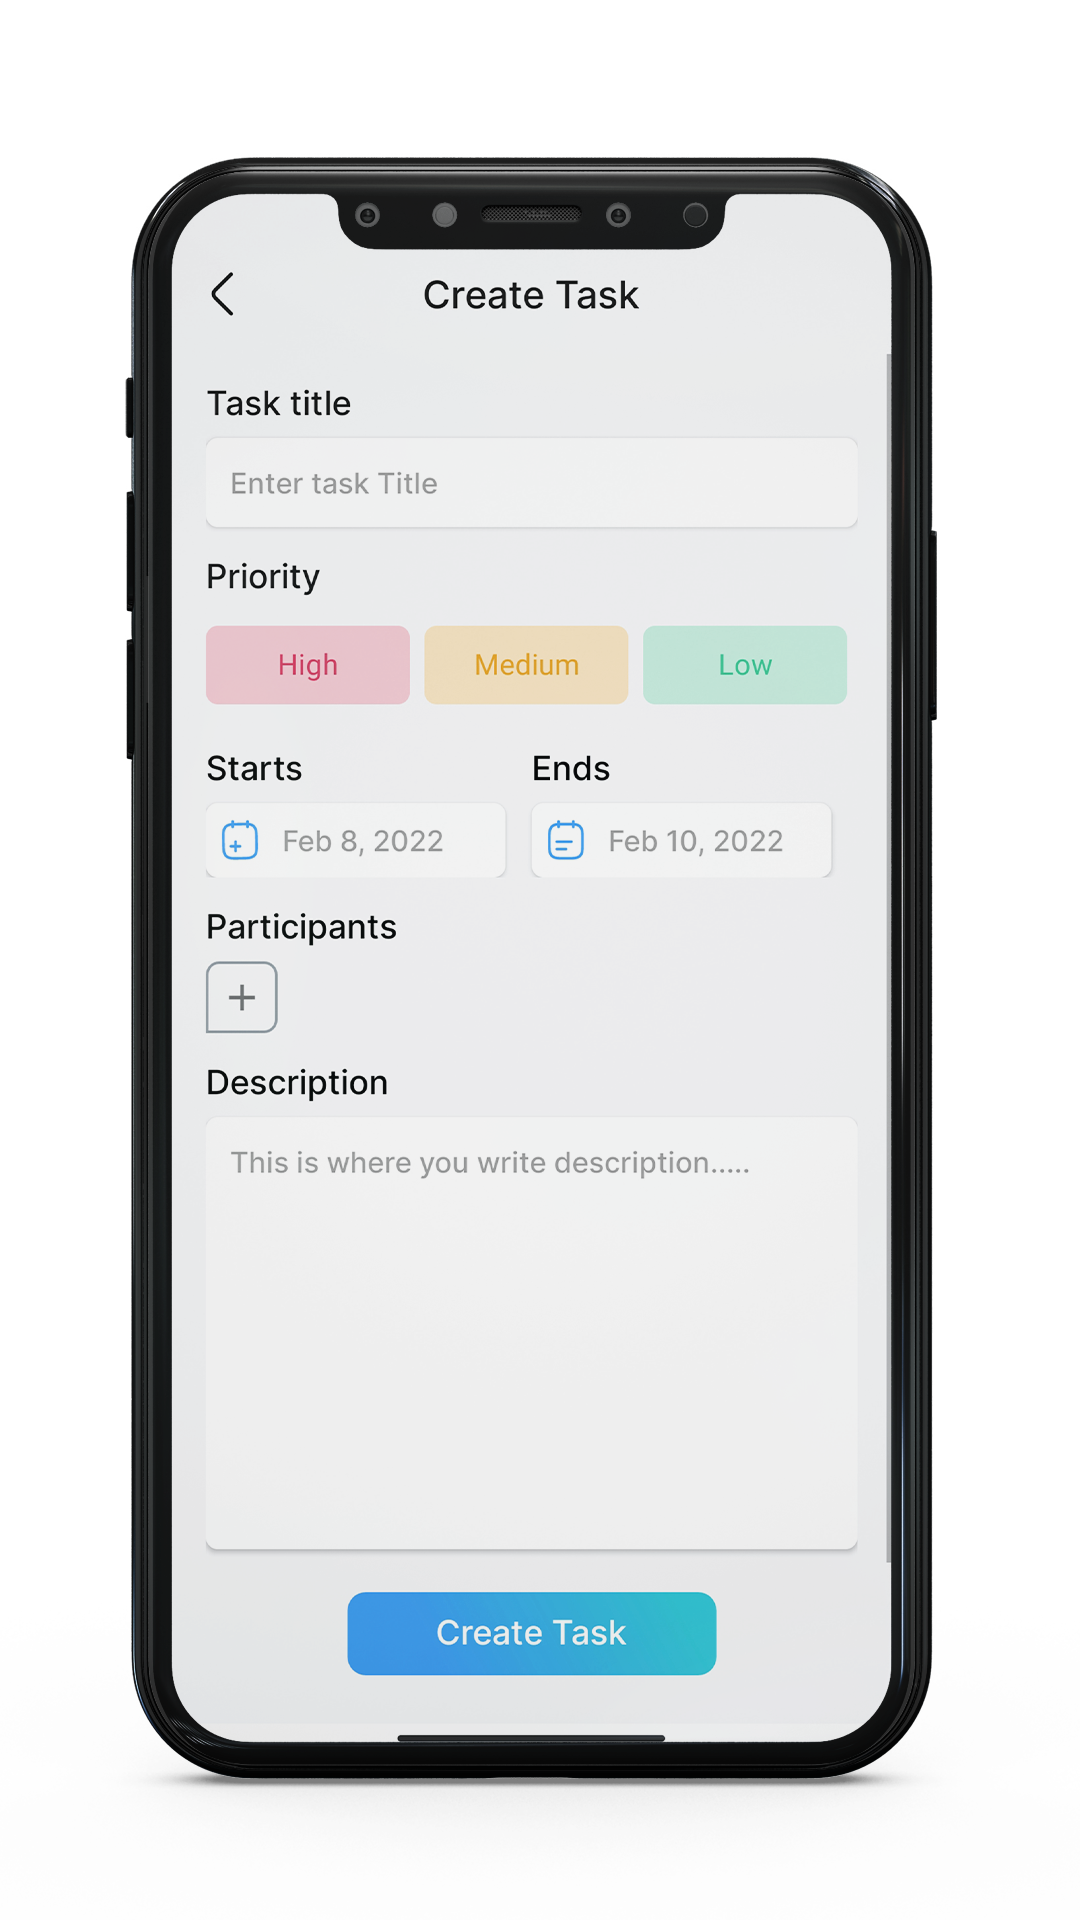 Create Task
Task title
Enter task Title
Priority
High Medium Low
Starts Ends
Feb 8, 2022 Feb 10, 2022
Participants
+
Description
This is where you write description.....
Create Task